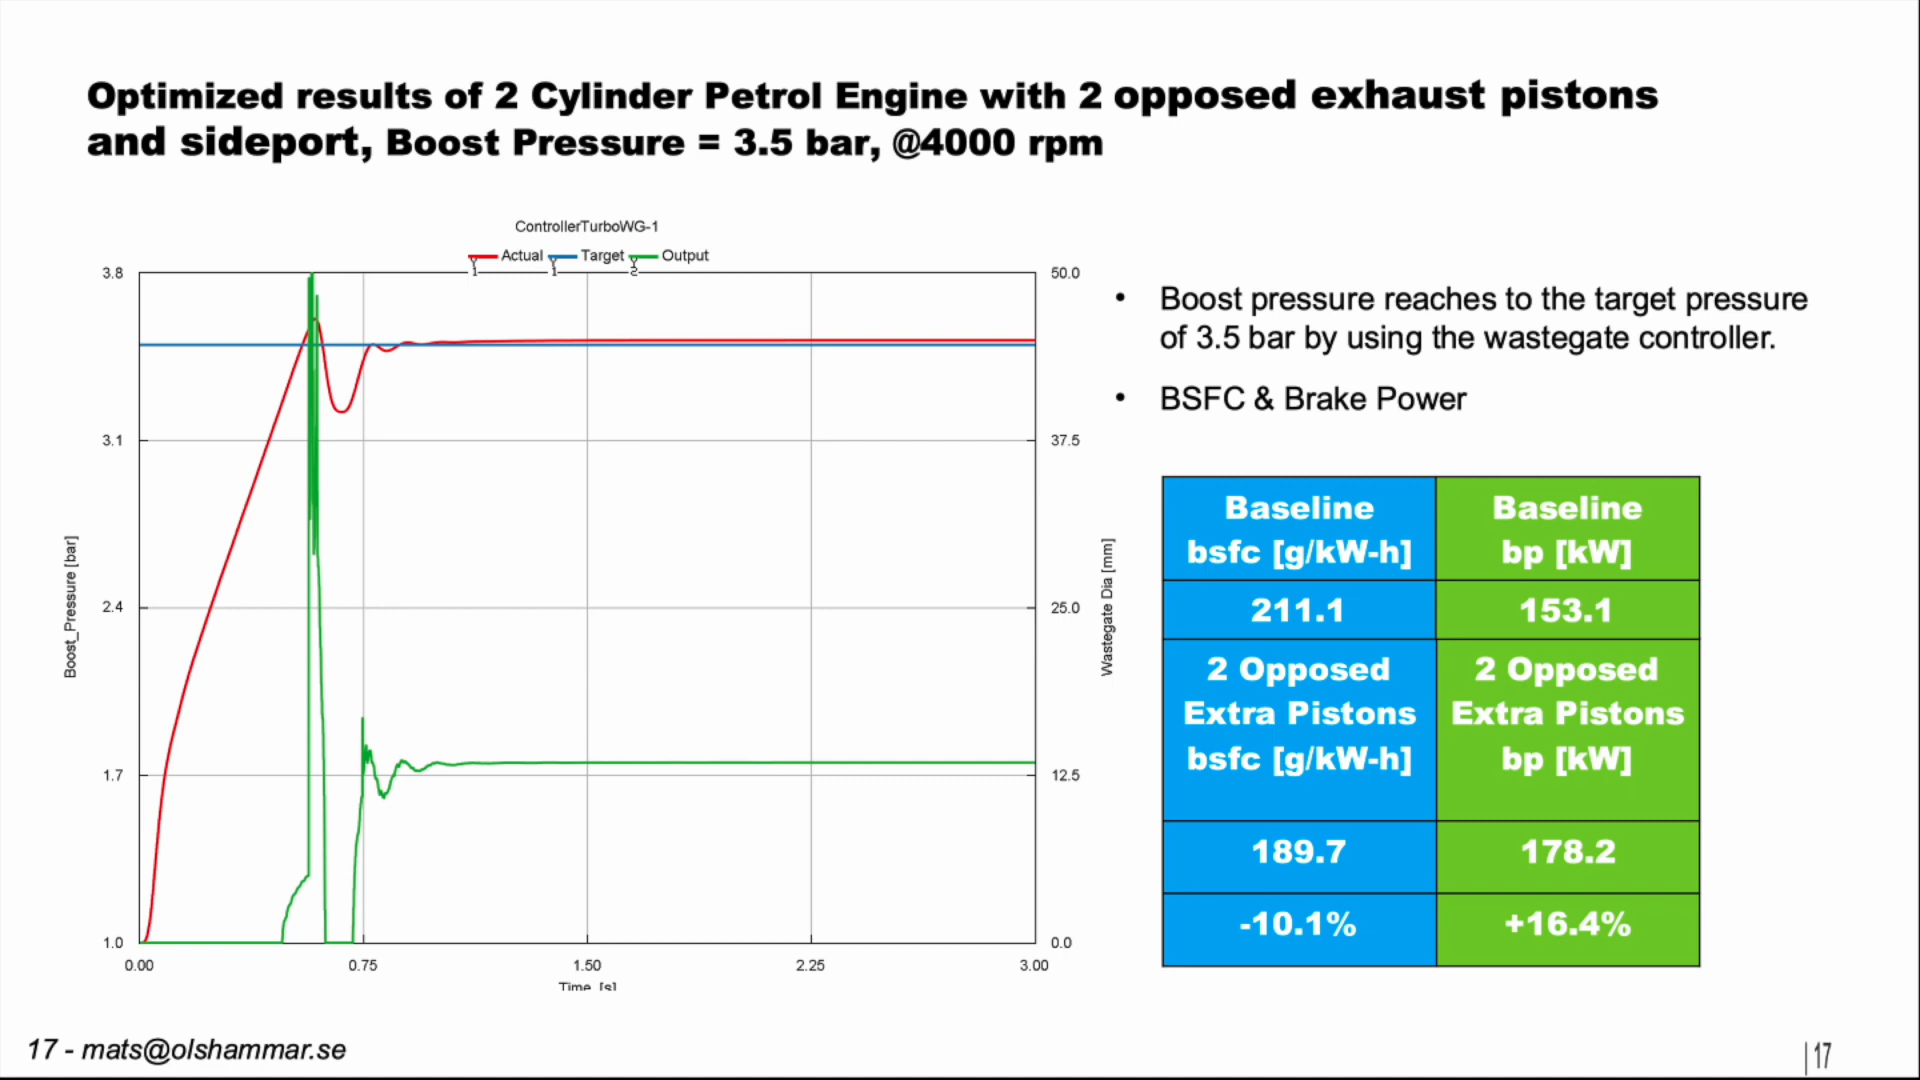 Optimized results of 2 Cylinder Petrol Engine with 2 opposed exhaust pistons
and sideport, Boost Pressure = 3.5 bar, @4000 rpm
ControllerTurboWG-1
Actual Target Output
1 1 2
3.8
3.1
2.4
1.7
1.0
Boost_Pressure [bar]
50.0
37.5
25.0
12.5
0.0
Wastegate Dia [mm]
0.00 0.75 1.50 2.25 3.00
Time [s]
• Boost pressure reaches to the target pressure
of 3.5 bar by using the wastegate controller.
• BSFC & Brake Power
Baseline
bsfc [g/kW-h]
Baseline
bp [kW]
211.1 153.1
2 Opposed
Extra Pistons
bsfc [g/kW-h]
2 Opposed
Extra Pistons
bp [kW]
189.7 178.2
-10.1% +16.4%
17 - mats@olshammar.se
|17